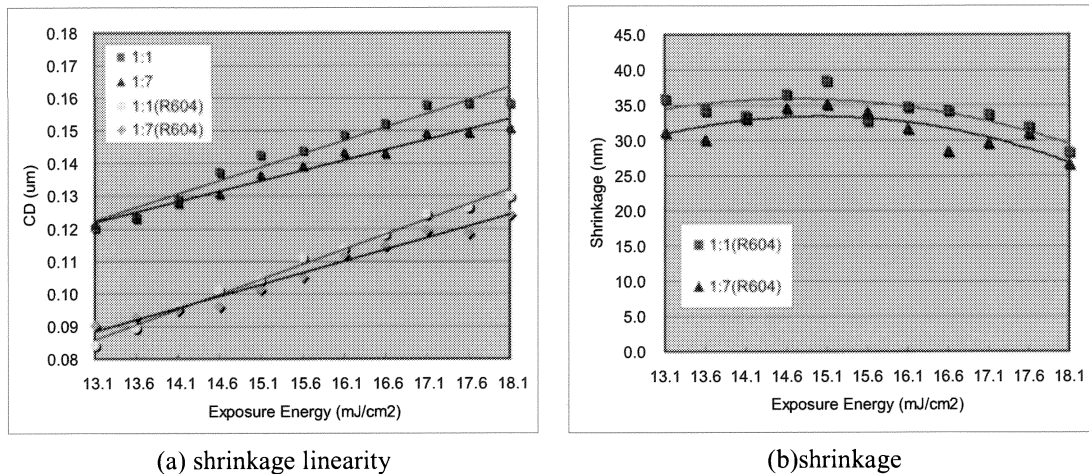 0.18
0.17
0.16
0.15
0.14
0.13
0.12
0.11
0.10
0.09
0.08
CD (um)
1:1
1:7
1:1(R604)
1:7(R604)
13.1 13.6 14.1 14.6 15.1 15.6 16.1 16.6 17.1 17.6 18.1
Exposure Energy (mJ/cm2)
(a) shrinkage linearity
45.0
40.0
35.0
30.0
25.0
20.0
15.0
10.0
5.0
0.0
Shrinkage (nm)
1:1(R604)
1:7(R604)
13.1 13.6 14.1 14.6 15.1 15.6 16.1 16.6 17.1 17.6 18.1
Exposure Energy (mJ/cm2)
(b)shrinkage